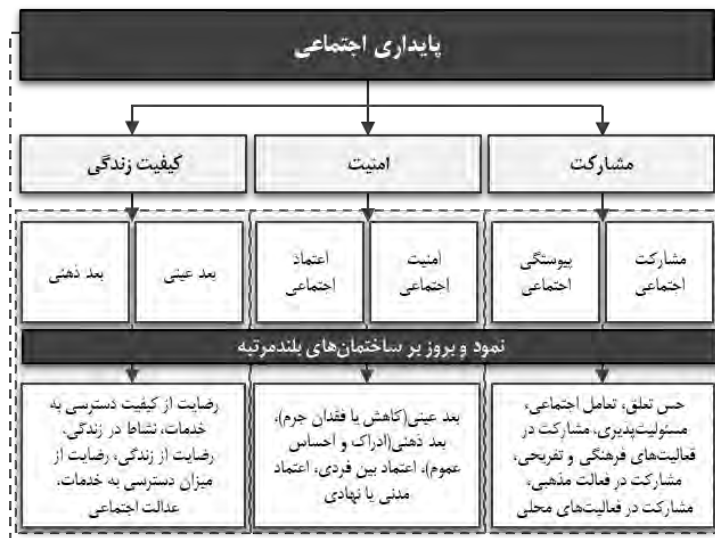 پایداری اجتماعی
مشارکت
امنیت
کیفیت زندگی
مشارکت
اجتماعی
پیوستگی
اجتماعی
امنیت
اجتماعی
اعتماد
اجتماعی
بعد عینی
بعد ذهنی
نمود و بروز بر ساختمان‌های بلندمرتبه
حس تعلق، تعامل اجتماعی،
مسئولیت‌پذیری، مشارکت در
فعالیت‌های فرهنگی و تفریحی،
مشارکت در فعالت مذهبی،
مشارکت در فعالیت‌های محلی
بعد عینی(کاهش یا فقدان جرم)،
بعد ذهنی(ادراک و احساس
عموم)، اعتماد بین فردی، اعتماد
مدنی یا نهادی
رضایت از کیفیت دسترسی به
خدمات، نشاط در زندگی،
رضایت از زندگی، رضایت از
میزان دسترسی به خدمات،
عدالت اجتماعی